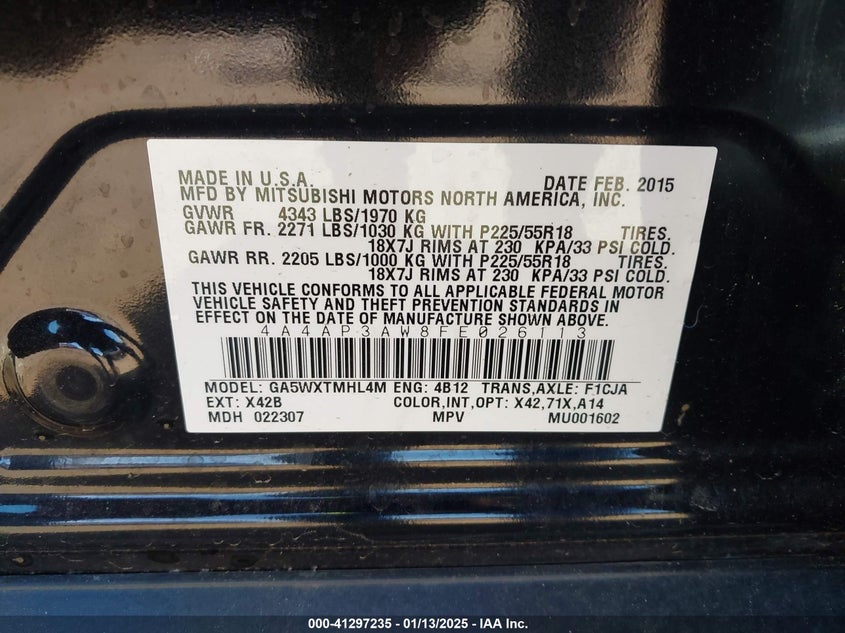 MADE IN U.S.A. DATE FEB. 2015
MFD BY MITSUBISHI MOTORS NORTH AMERICA, INC.
GVWR 4343 LBS/1970 KG
GAWR FR. 2271 LBS/1030 KG WITH P225/55R18 TIRES.
18X7J RIMS AT 230 KPA/33 PSI COLD.
GAWR RR. 2205 LBS/1000 KG WITH P225/55R18 TIRES.
18X7J RIMS AT 230 KPA/33 PSI COLD.
THIS VEHICLE CONFORMS TO ALL APPLICABLE FEDERAL MOTOR
VEHICLE SAFETY AND THEFT PREVENTION STANDARDS IN
EFFECT ON THE DATE OF MANUFACTURE SHOWN ABOVE.
4A4AP3AW8FE026113
MODEL: GA5WXTMHL4M ENG: 4B12 TRANS,AXLE: F1CJA
EXT: X42B COLOR,INT,OPT: X42,71X,A14
MDH 022307 MPV MU001602
000-41297235 - 01/13/2025 - IAA Inc.